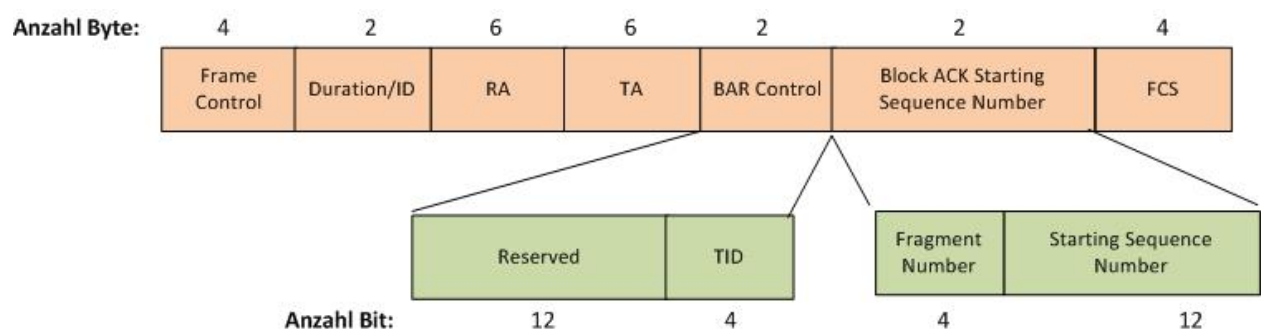 Anzahl Byte: 4 2 6 6 2 2 4
Frame Control Duration/ID RA TA BAR Control Block ACK Starting Sequence Number FCS
Reserved TID Fragment Number Starting Sequence Number
Anzahl Bit: 12 4 4 12